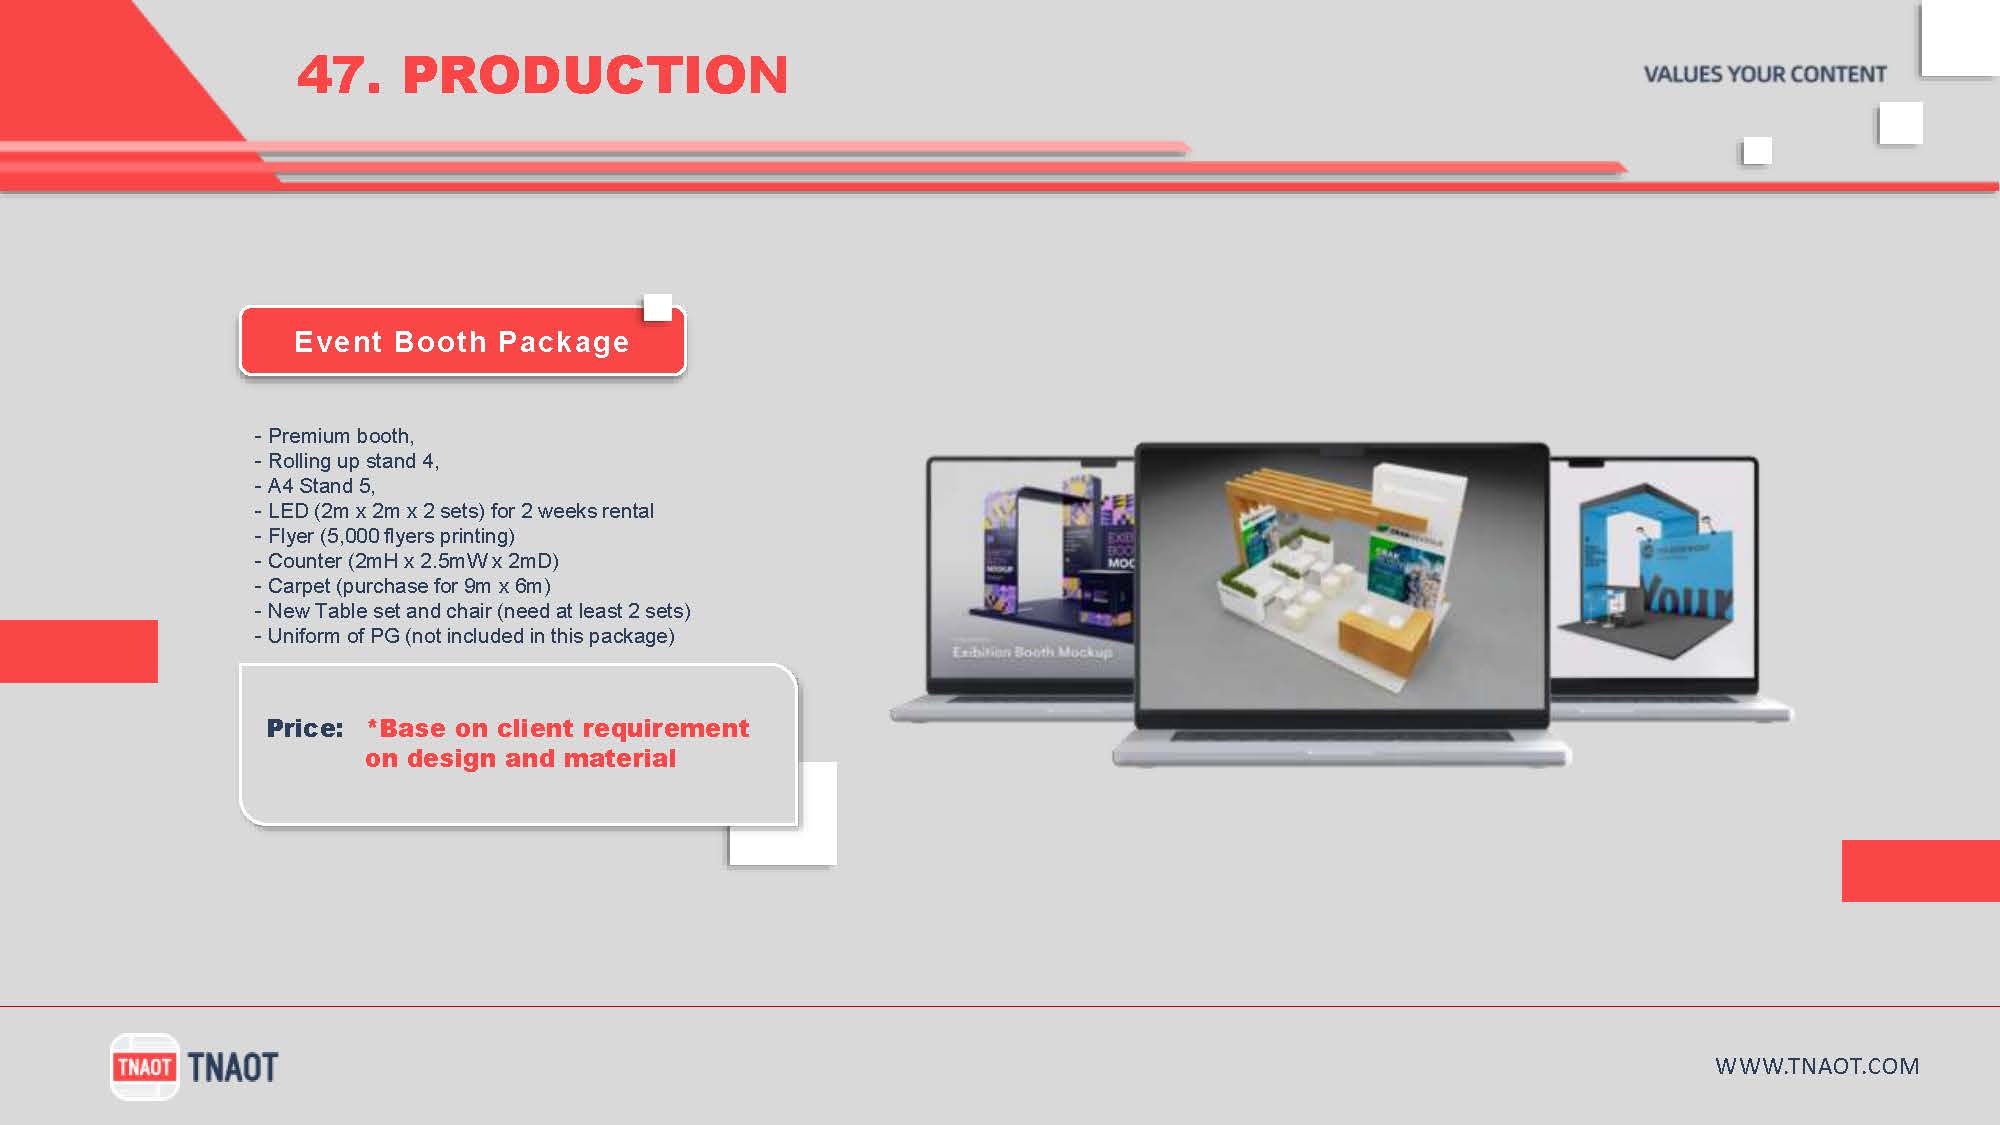 47. PRODUCTION
VALUES YOUR CONTENT
Event Booth Package
- Premium booth,
- Rolling up stand 4,
- A4 Stand 5,
- LED (2m x 2m x 2 sets) for 2 weeks rental
- Flyer (5,000 flyers printing)
- Counter (2mH x 2.5mW x 2mD)
- Carpet (purchase for 9m x 6m)
- New Table set and chair (need at least 2 sets)
- Uniform of PG (not included in this package)
Price: *Base on client requirement
on design and material
Exibition Booth Mockup
Your
TNAOT
TNAOT
WWW.TNAOT.COM